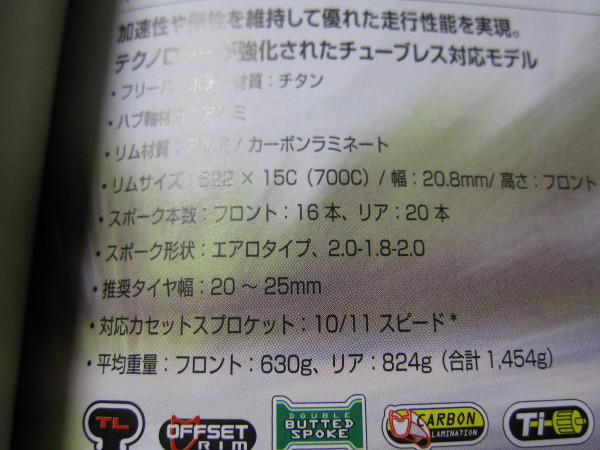 加速性や剛性を維持して優れた走行性能を実現。
テクノロジーが強化されたチューブレス対応モデル
・フリーハブボディ材質：チタン
・ハブ軸材質：アルミ
・リム材質：アルミ / カーボンラミネート
・リムサイズ：622 × 15C (700C) / 幅：20.8mm/ 高さ：フロント
・スポーク本数：フロント：16 本、リア：20 本
・スポーク形状：エアロタイプ、2.0-1.8-2.0
・推奨タイヤ幅：20 ～ 25mm
・対応カセットスプロケット：10/11 スピード*
・平均重量：フロント：630g、リア：824g（合計 1,454g）
TL
OFFSET RIM
DOUBLE BUTTED SPOKE
CARBON LAMINATION
Ti